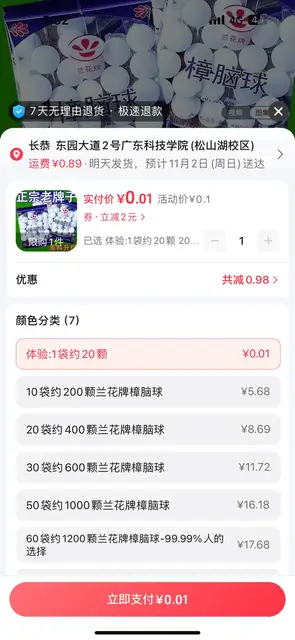 4G
兰花牌
樟脑球
7天无理由退货 · 极速退款
视频
图集
长恭 东园大道2号广东科技学院(松山湖校区)
运费¥0.89 · 明天发货，预计11月2日(周日)送达
正宗老牌子
限购1件
实付价 ¥0.01 活动价¥0.1
券 · 立减2元
已选 体验:1袋约20颗 20...
1
优惠
共减0.98
颜色分类 (7)
体验:1袋约20颗
¥0.01
10袋约200颗兰花牌樟脑球
¥5.68
20袋约400颗兰花牌樟脑球
¥8.69
30袋约600颗兰花牌樟脑球
¥11.72
50袋约1000颗兰花牌樟脑球
¥16.18
60袋约1200颗兰花牌樟脑球-99.99%人的
选择
¥17.68
立即支付¥0.01